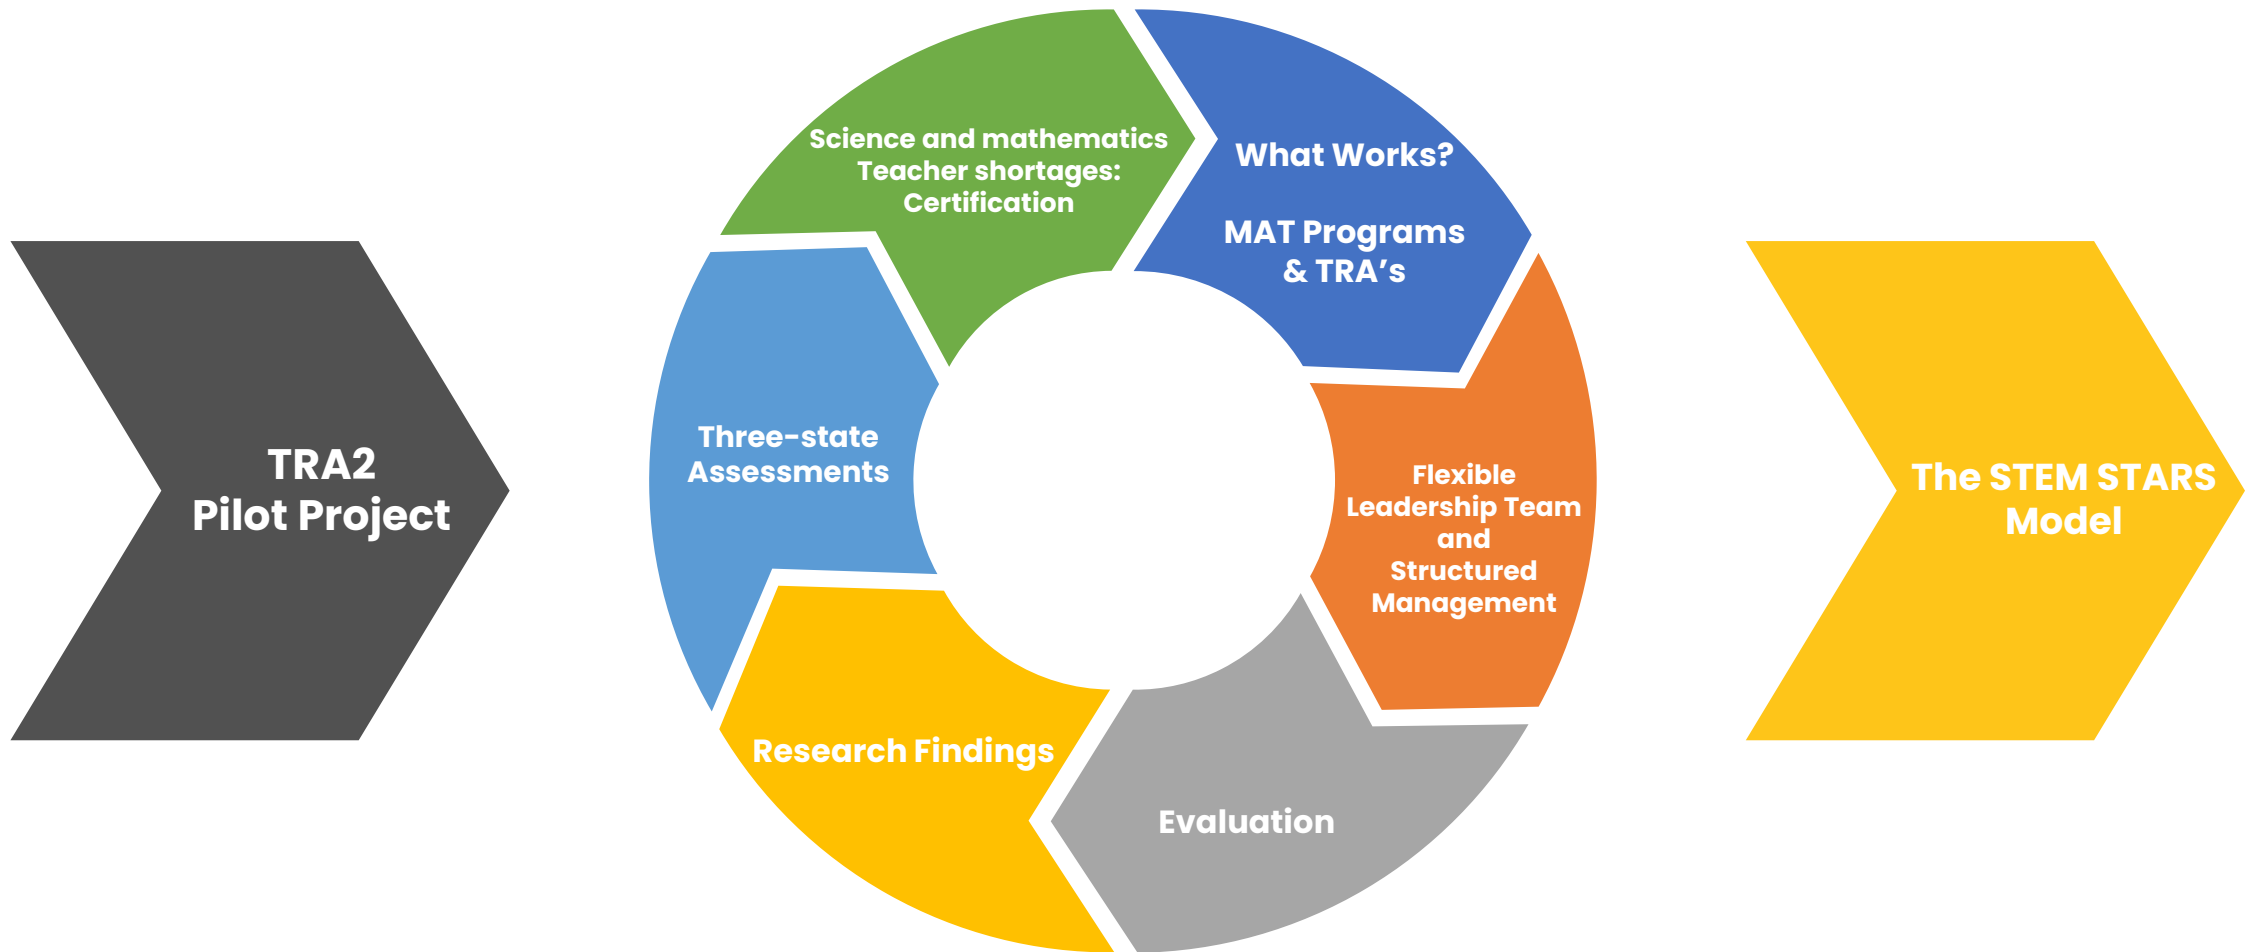 TRA2
Pilot Project
Science and mathematics
Teacher shortages:
Certification
What Works?
MAT Programs
& TRA’s
Flexible
Leadership Team
and
Structured
Management
Evaluation
Research Findings
Three-state
Assessments
The STEM STARS
Model